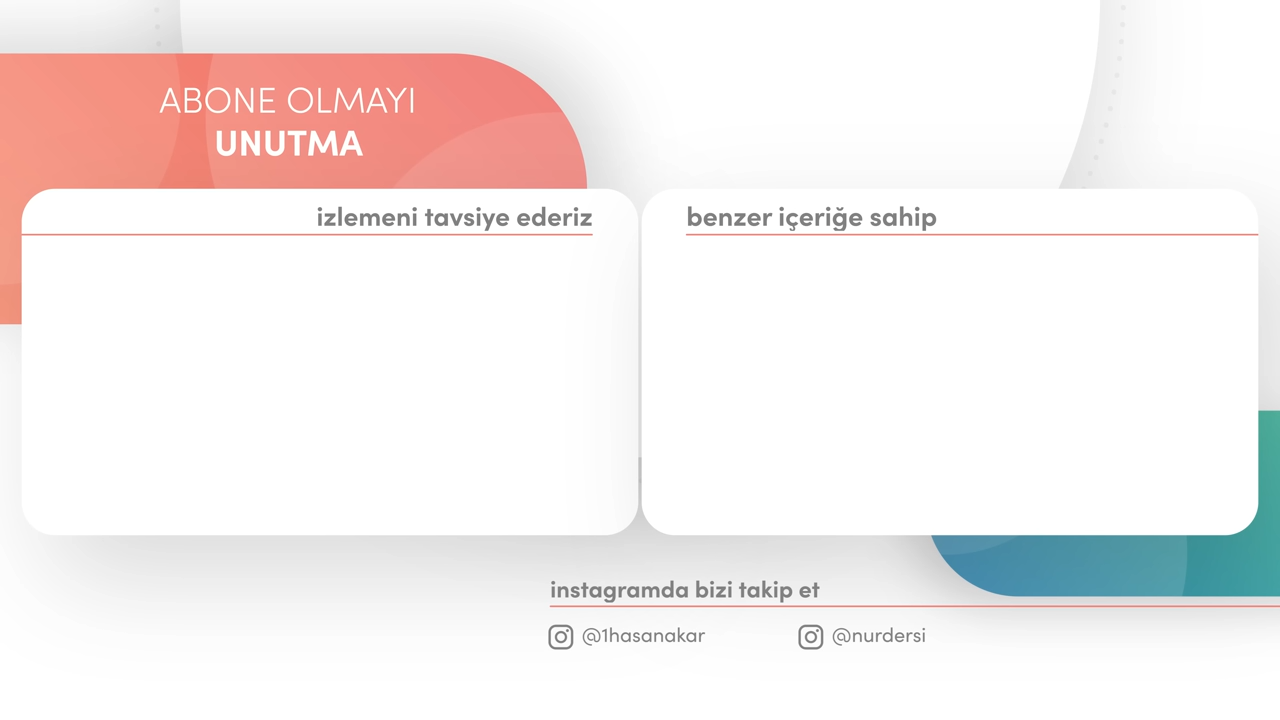 ABONE OLMAYI
UNUTMA
izlemeni tavsiye ederiz
benzer içeriğe sahip
instagramda bizi takip et
@1hasanakar
@nurdersi